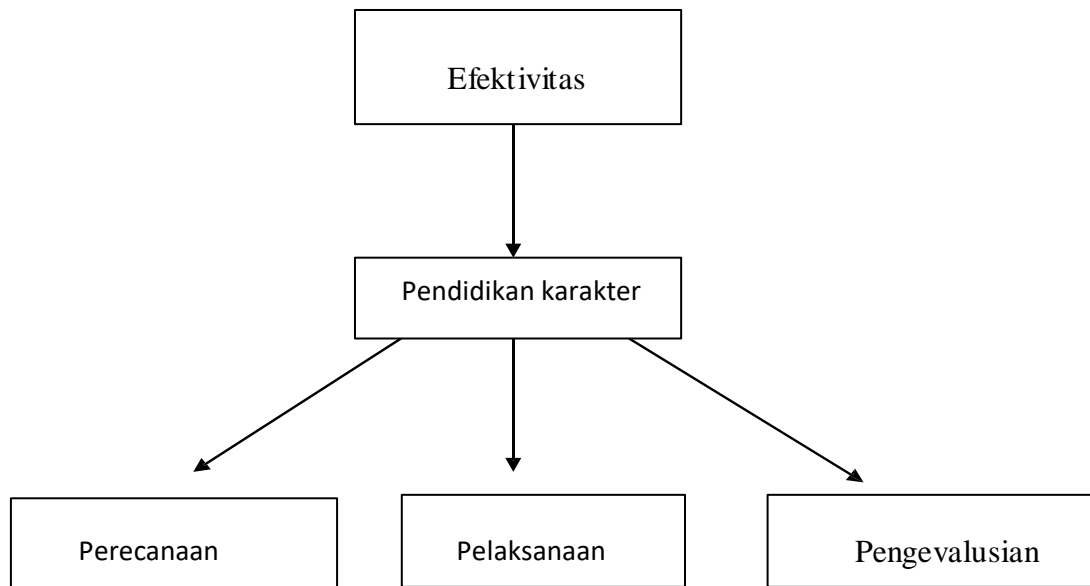 Efektivitas
Pendidikan karakter
Perecanaan
Pelaksanaan
Pengevalusian